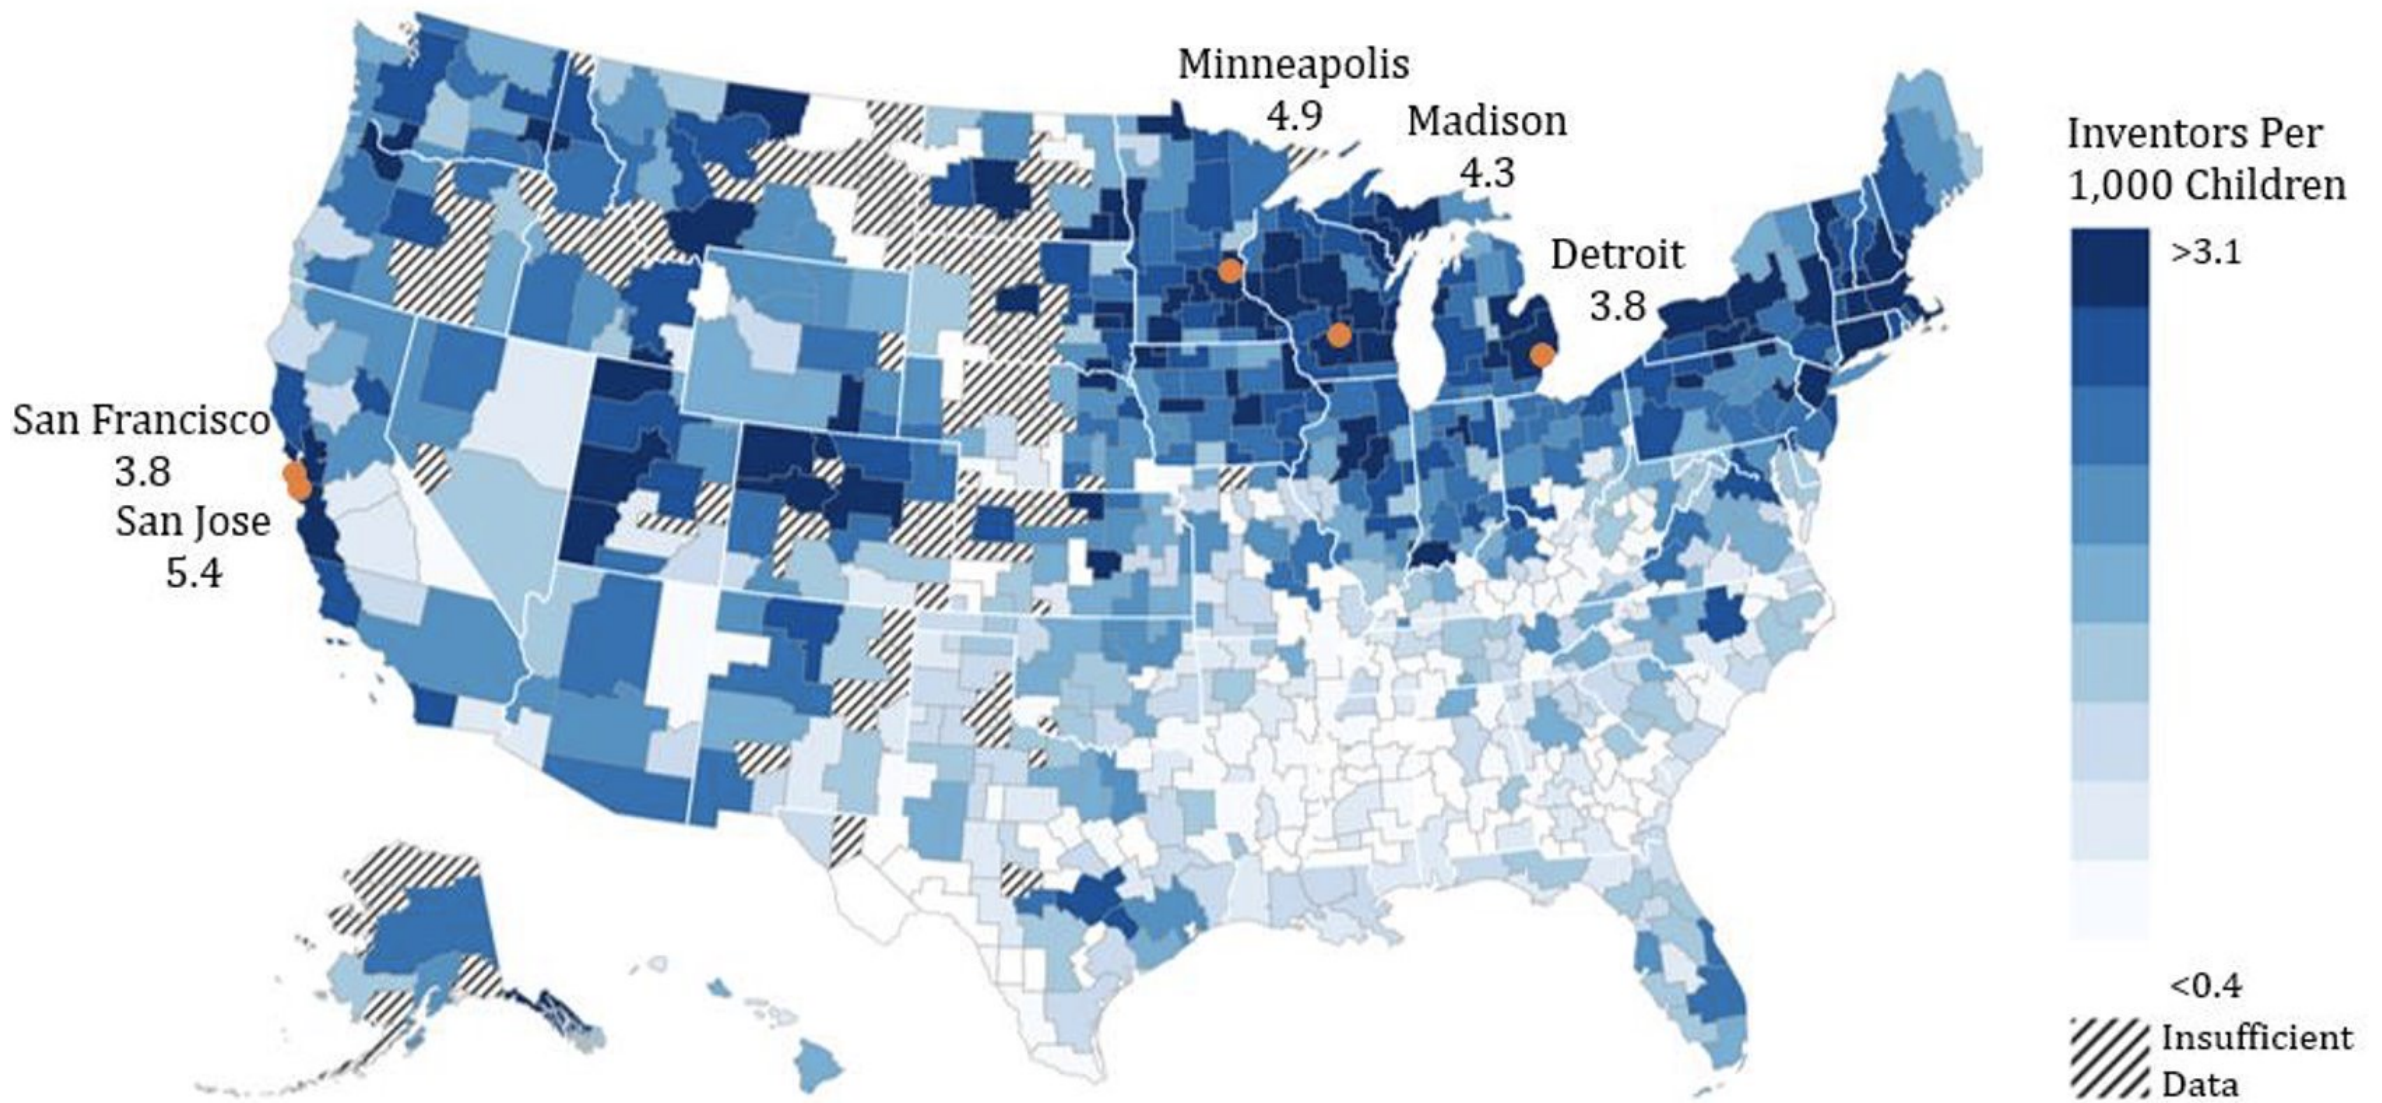 Minneapolis
4.9
Madison
4.3
Detroit
3.8
San Francisco
3.8
San Jose
5.4
Inventors Per
1,000 Children
>3.1
<0.4
Insufficient
Data